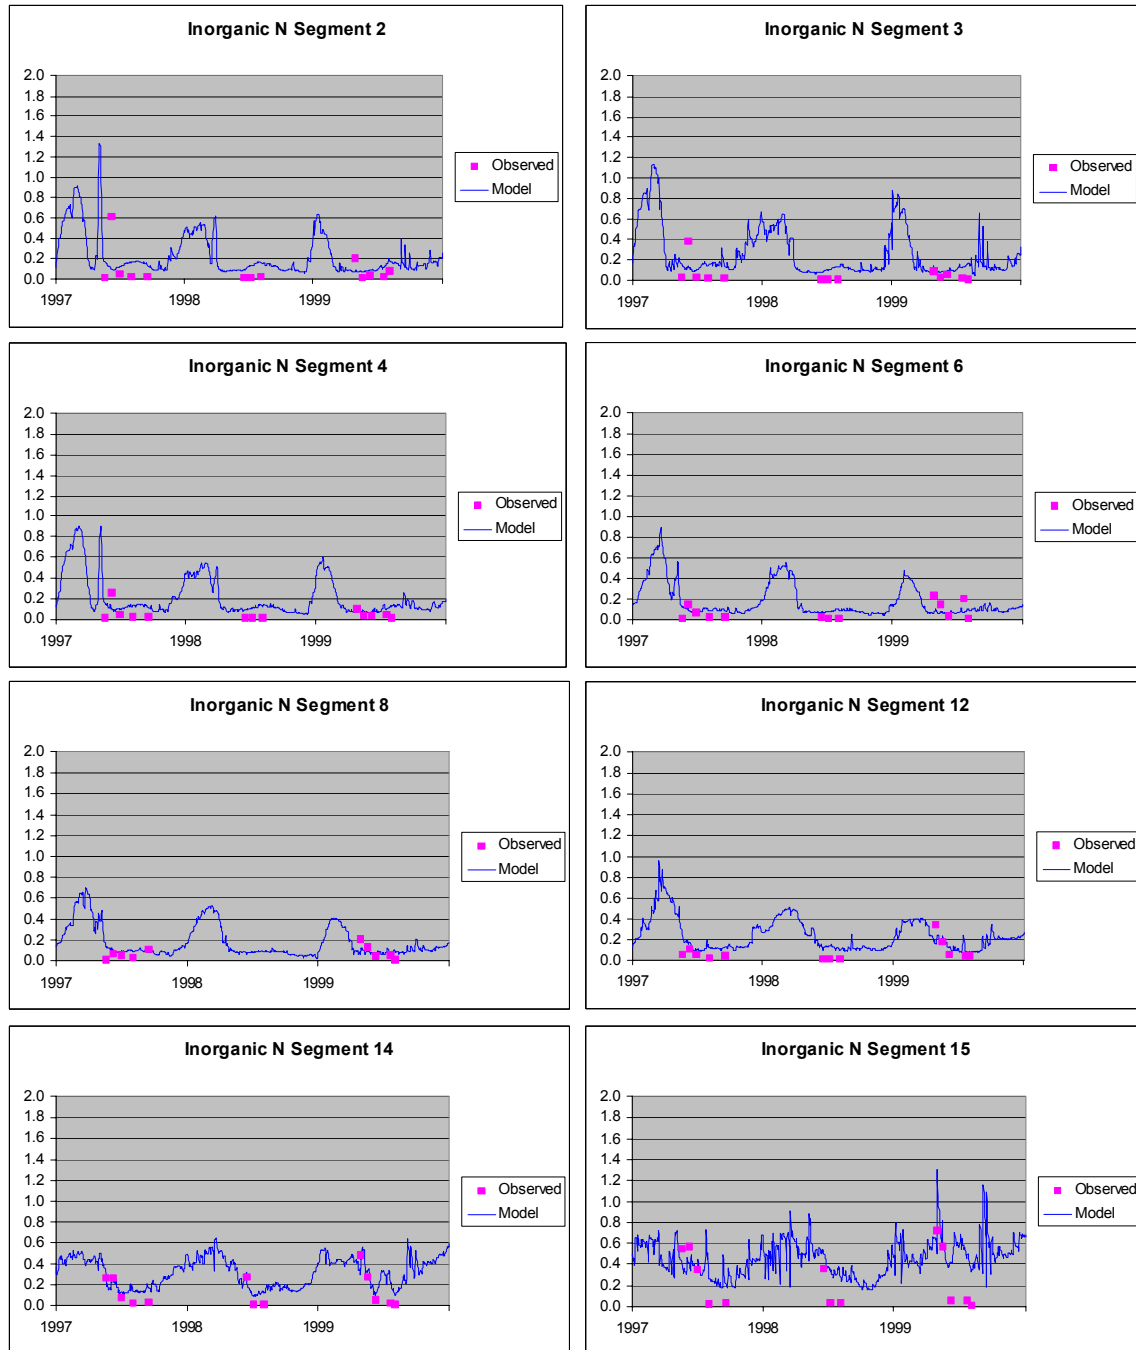 Inorganic N Segment 2
2.0
1.8
1.6
1.4
1.2
1.0
0.8
0.6
0.4
0.2
0.0
1997 1998 1999
Observed
Model
Inorganic N Segment 3
2.0
1.8
1.6
1.4
1.2
1.0
0.8
0.6
0.4
0.2
0.0
1997 1998 1999
Observed
Model
Inorganic N Segment 4
2.0
1.8
1.6
1.4
1.2
1.0
0.8
0.6
0.4
0.2
0.0
1997 1998 1999
Observed
Model
Inorganic N Segment 6
2.0
1.8
1.6
1.4
1.2
1.0
0.8
0.6
0.4
0.2
0.0
1997 1998 1999
Observed
Model
Inorganic N Segment 8
2.0
1.8
1.6
1.4
1.2
1.0
0.8
0.6
0.4
0.2
0.0
1997 1998 1999
Observed
Model
Inorganic N Segment 12
2.0
1.8
1.6
1.4
1.2
1.0
0.8
0.6
0.4
0.2
0.0
1997 1998 1999
Observed
Model
Inorganic N Segment 14
2.0
1.8
1.6
1.4
1.2
1.0
0.8
0.6
0.4
0.2
0.0
1997 1998 1999
Observed
Model
Inorganic N Segment 15
2.0
1.8
1.6
1.4
1.2
1.0
0.8
0.6
0.4
0.2
0.0
1997 1998 1999
Observed
Model